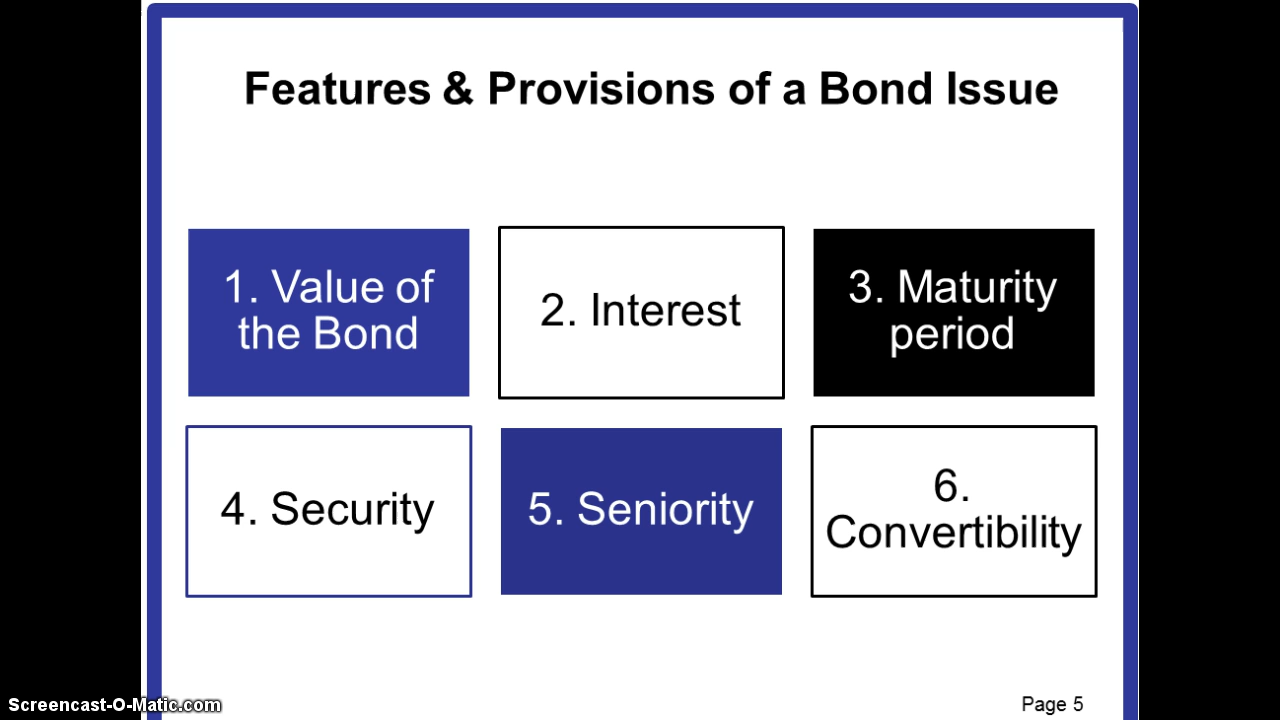 Features & Provisions of a Bond Issue
1. Value of
the Bond
2. Interest
3. Maturity
period
4. Security
5. Seniority
6.
Convertibility
Page 5
Screencast-O-Matic.com